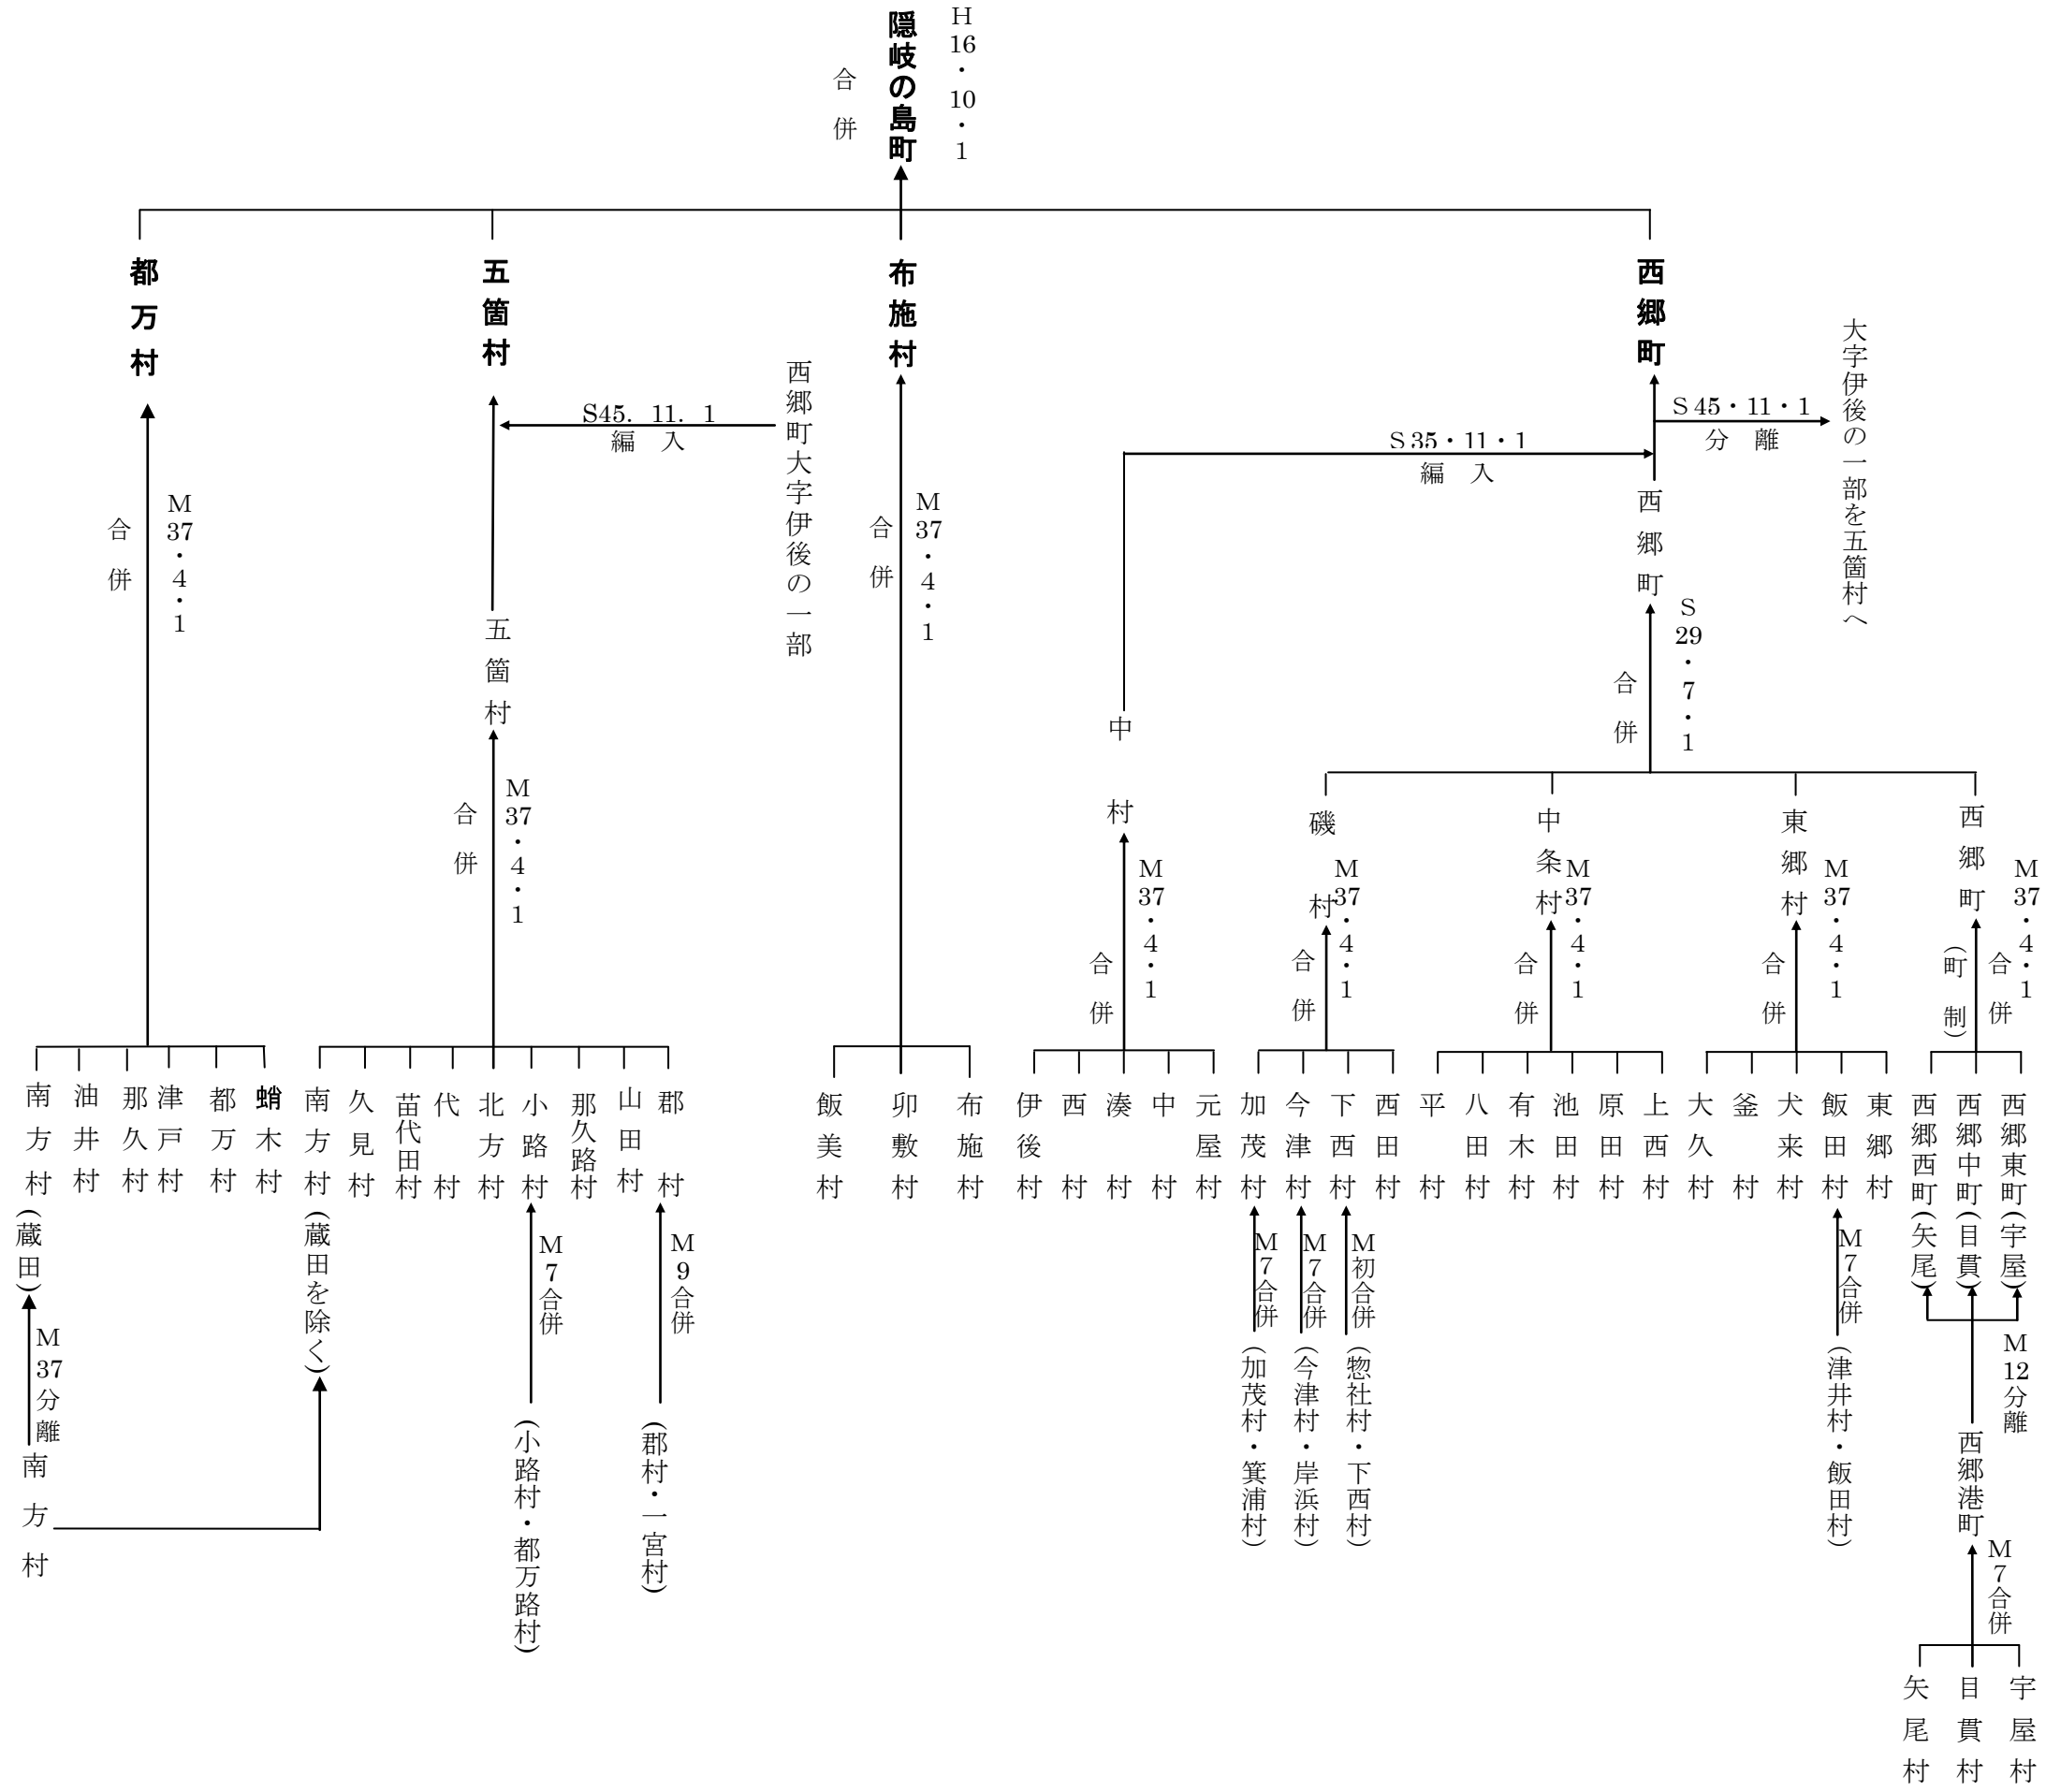 隠岐の島町
H16・10・1
合併
都万村
五箇村
布施村
西郷町
大字伊後の一部を五箇村へ
S45・11・1
分離
S45. 11. 1
編入
西郷町大字伊後の一部
S35・11・1
編入
西郷町
S29・7・1
合併
M37・4・1
合併
M37・4・1
合併
五箇村
M37・4・1
合併
中村
磯村
中条村
東郷村
西郷町
M37・4・1
合併
M37・4・1
合併
M37・4・1
合併
M37・4・1
合併
M37・4・1
合併
(町制)
南方村(蔵田)
油井村
那久村
津戸村
都万村
蛸木村
南方村(蔵田を除く)
久見村
苗代田村
代村
北方村
小路村
那久路村
山田村
郡村
飯美村
卯敷村
布施村
伊後村
西村
湊村
中村
元屋村
加茂村
今津村
下西村
西田村
平村
八田村
有木村
池田村
原田村
上西村
大久村
釜村
犬来村
飯田村
東郷村
西郷西町(矢尾)
西郷中町(目貫)
西郷東町(宇屋)
M37分離
南方村
M7合併
(小路村・都万路村)
M9合併
(郡村・一宮村)
M7合併
(加茂村・箕浦村)
M7合併
(今津村・岸浜村)
M初合併
(惣社村・下西村)
M7合併
(津井村・飯田村)
M12分離
西郷港町
M7合併
矢尾村
目貫村
宇屋村